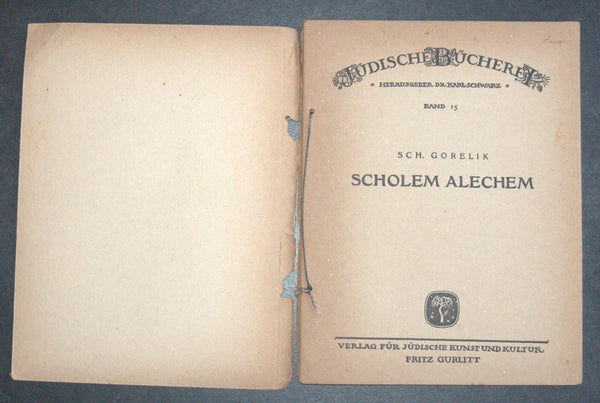 JÜDISCHE BÜCHEREI
HERAUSGEBER DR. KARL SCHWARZ
BAND 15
SCH. GORELIK
SCHOLEM ALECHEM
VERLAG FÜR JÜDISCHE KUNST UND KULTUR
FRITZ GURLITT